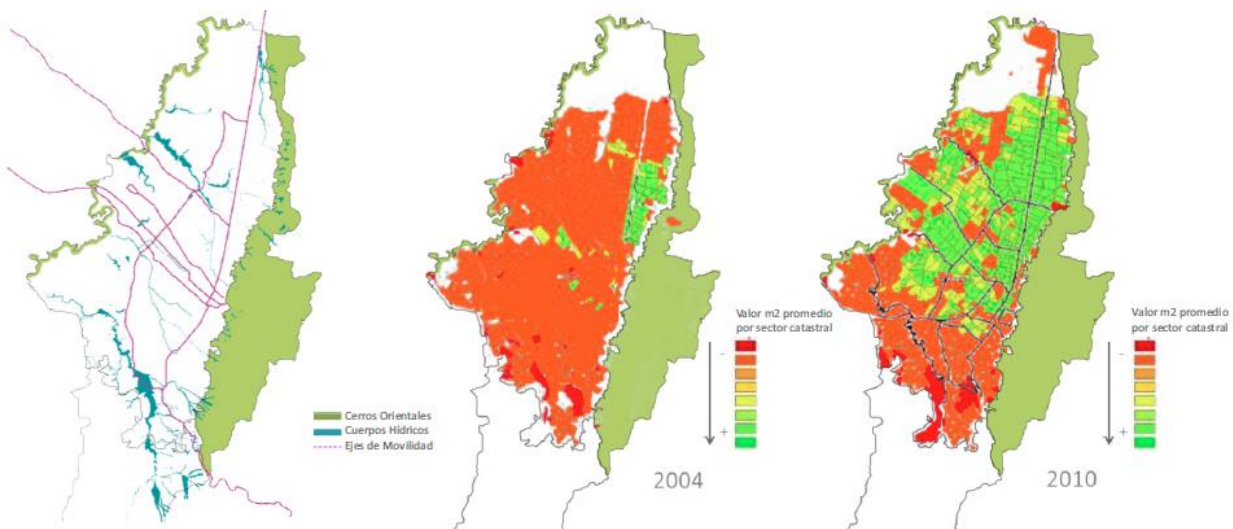 Cerros Orientales
Cuerpos Hídricos
Ejes de Movilidad
Valor m2 promedio
por sector catastral
-
+
2004
Valor m2 promedio
por sector catastral
-
+
2010